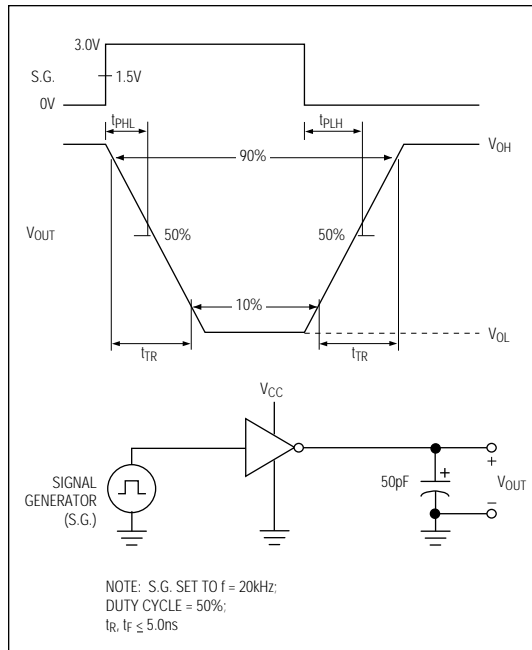 3.0V
S.G.
1.5V
0V
tPHL
tPLH
90%
VOH
VOUT
50%
50%
10%
VOL
tTR
tTR
VCC
SIGNAL
GENERATOR
(S.G.)
50pF
+
+
VOUT
–
NOTE: S.G. SET TO f = 20kHz;
DUTY CYCLE = 50%;
tR, tF ≤ 5.0ns